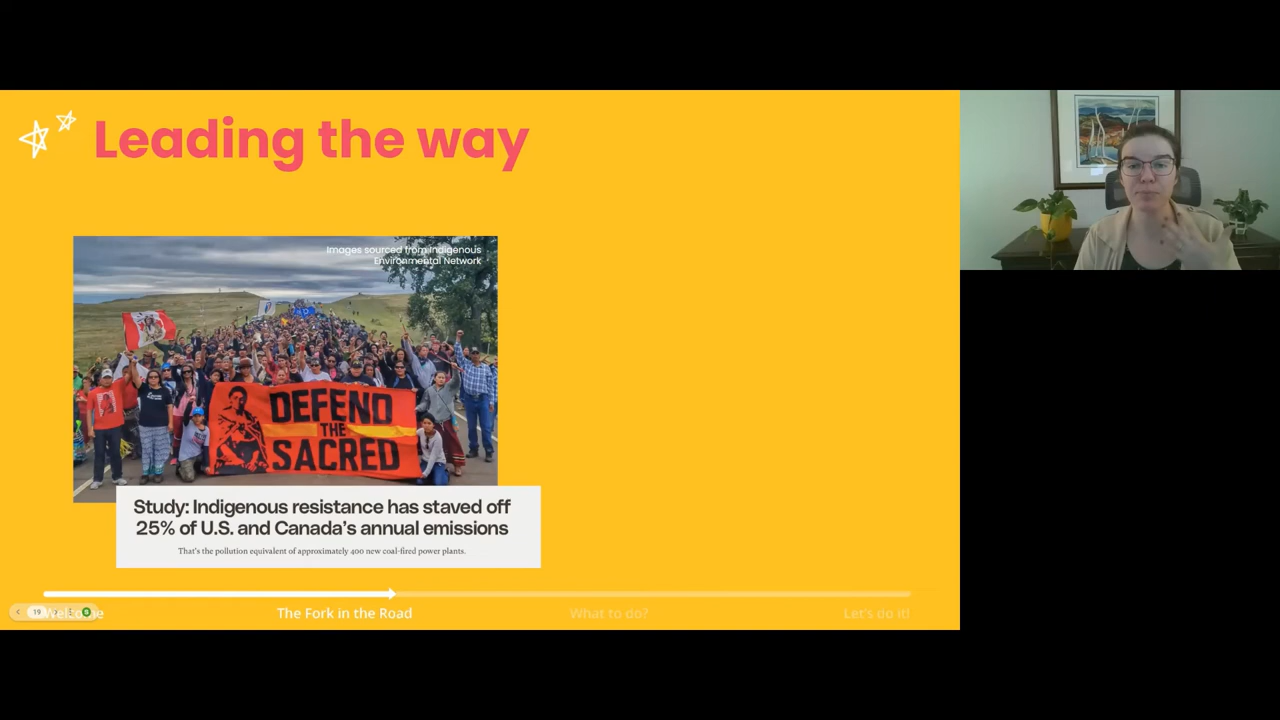 Leading the way
Images sourced from Indigenous
Environmental Network
DEFEND
THE
SACRED
Study: Indigenous resistance has staved off
25% of U.S. and Canada's annual emissions
That's the pollution equivalent of approximately 400 new coal-fired power plants.
19
Welcome
The Fork in the Road
What to do?
Let's do it!